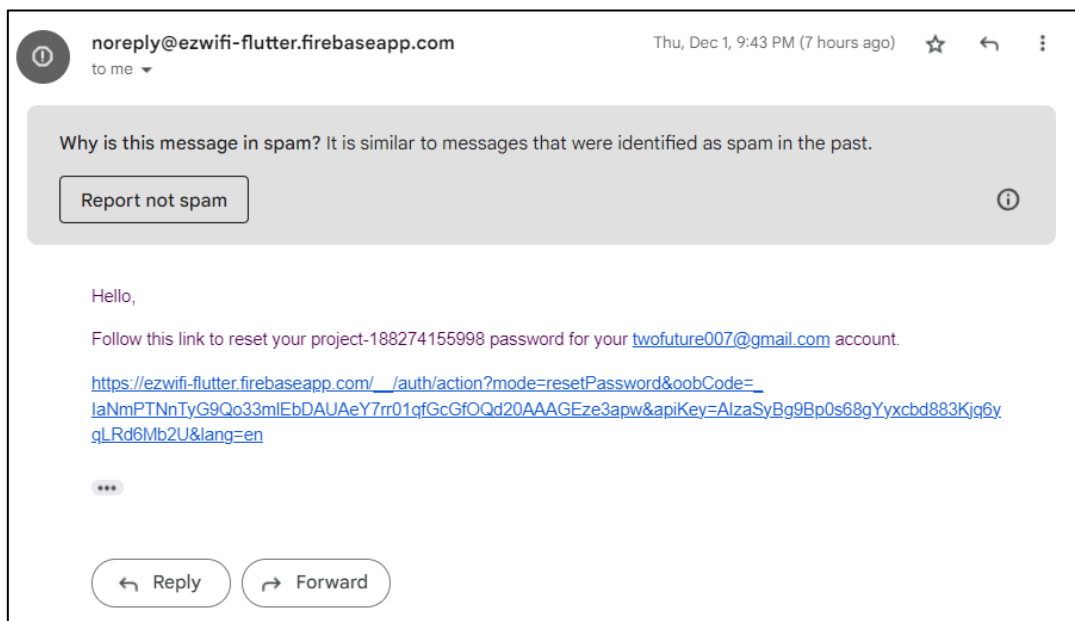 noreply@ezwifi-flutter.firebaseapp.com
Thu, Dec 1, 9:43 PM (7 hours ago)
to me
Why is this message in spam? It is similar to messages that were identified as spam in the past.
Report not spam
Hello,
Follow this link to reset your project-188274155998 password for your twofuture007@gmail.com account.
https://ezwifi-flutter.firebaseapp.com/__/auth/action?mode=resetPassword&oobCode=_
IaNmPTNnTyG9Qo33mlEbDAUAeY7rr01qfGcGfOQd20AAAGEze3apw&apiKey=AIzaSyBg9Bp0s68gYyxcbd883Kjq6y
qLRd6Mb2U&lang=en
Reply
Forward